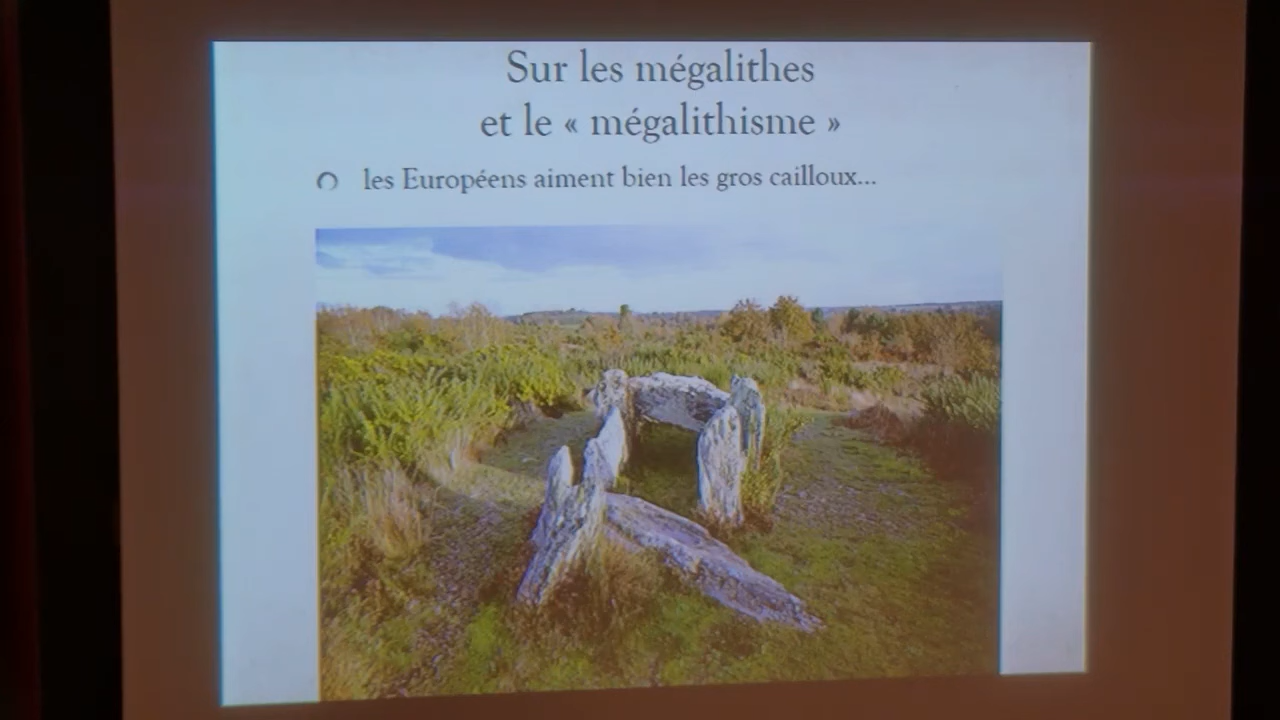 Sur les mégalithes
et le « mégalithisme »
les Européens aiment bien les gros cailloux...